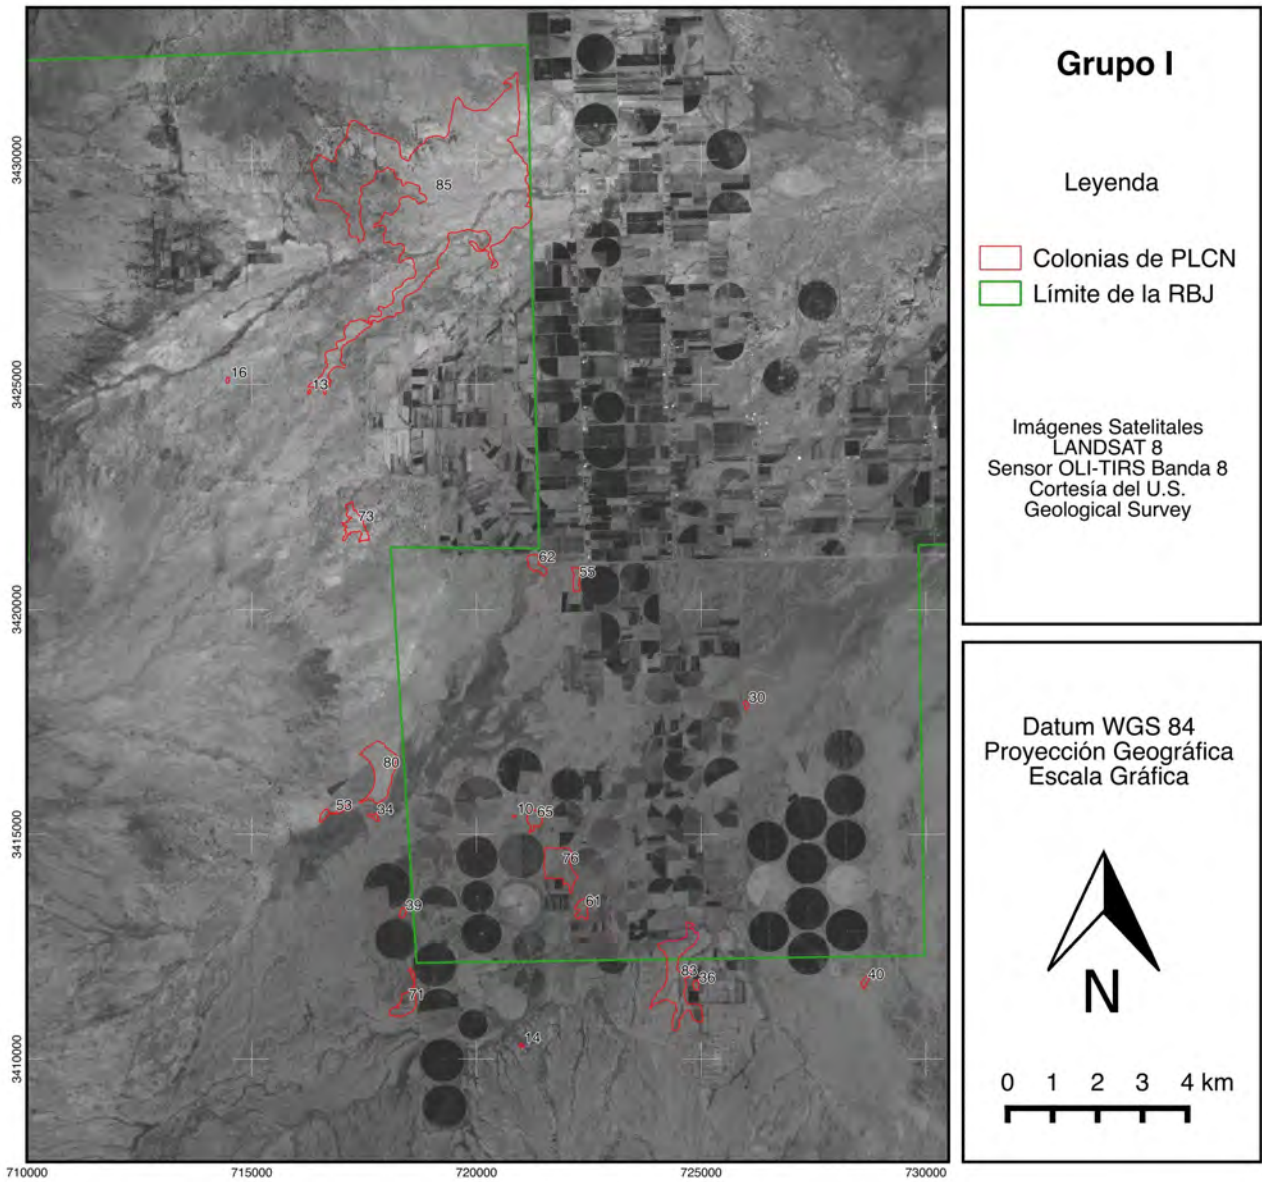 Grupo I
Leyenda
Colonias de PLCN
Límite de la RBJ
Imágenes Satelitales
LANDSAT 8
Sensor OLI-TIRS Banda 8
Cortesía del U.S.
Geological Survey
Datum WGS 84
Proyección Geográfica
Escala Gráfica
N
0 1 2 3 4 km
3430000
3425000
3420000
3415000
3410000
710000 715000 720000 725000 730000
85
16
13
73
62
55
30
80
53
34
10
65
76
39
61
71
83
36
40
14